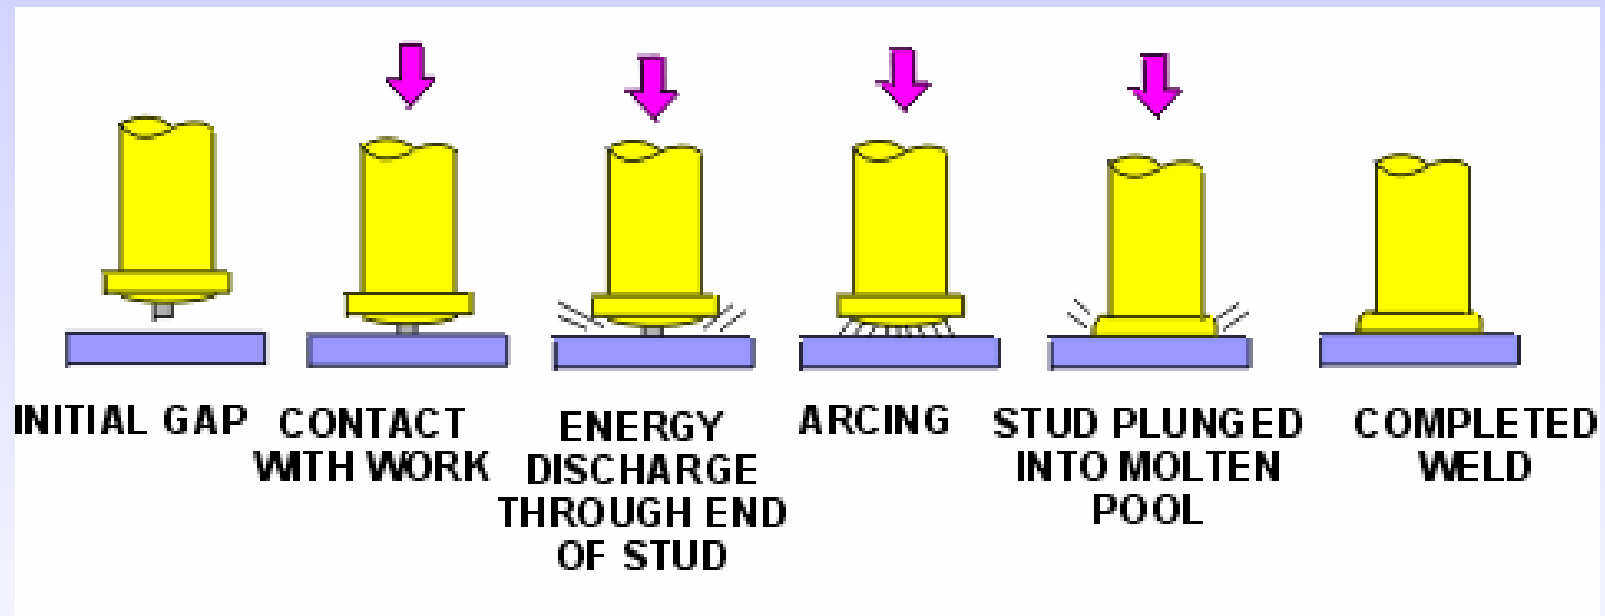 INITIAL GAP
CONTACT
WITH WORK
ENERGY
DISCHARGE
THROUGH END
OF STUD
ARCING
STUD PLUNGED
INTO MOLTEN
POOL
COMPLETED
WELD